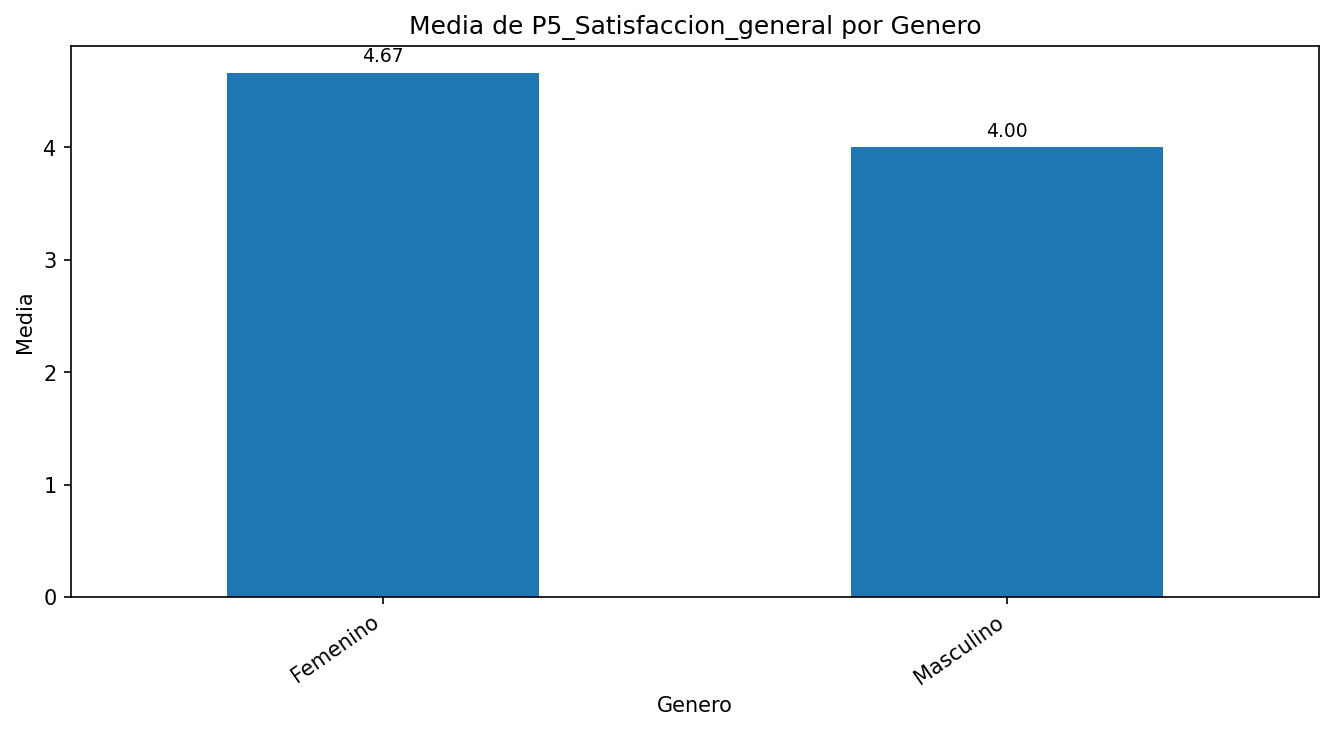 Media de P5_Satisfaccion_general por Genero
4.67
4.00
4
3
2
1
0
Media
Femenino
Masculino
Genero